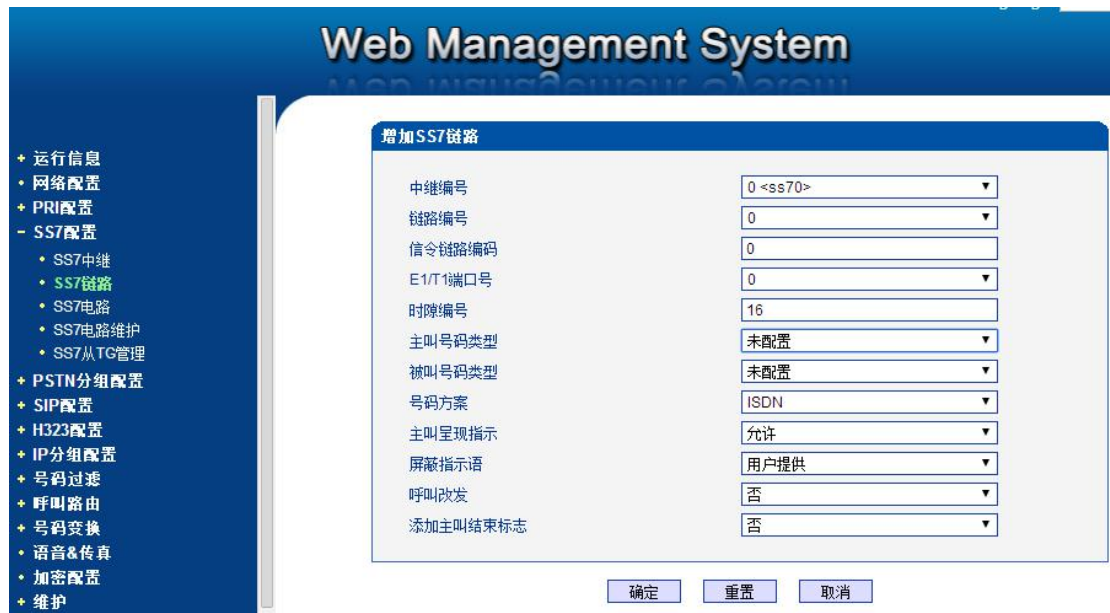 Web Management System
+ 运行信息
• 网络配置
+ PRI配置
- SS7配置
• SS7中继
• SS7链路
• SS7电路
• SS7电路维护
• SS7从TG管理
+ PSTN分组配置
+ SIP配置
+ H323配置
+ IP分组配置
+ 号码过滤
+ 呼叫路由
+ 号码变换
• 语音&传真
• 加密配置
+ 维护
增加SS7链路
中继编号 0 <ss70>
链路编号 0
信令链路编码 0
E1/T1端口号 0
时隙编号 16
主叫号码类型 未配置
被叫号码类型 未配置
号码方案 ISDN
主叫呈现指示 允许
屏蔽指示语 用户提供
呼叫改发 否
添加主叫结束标志 否
确定 重置 取消